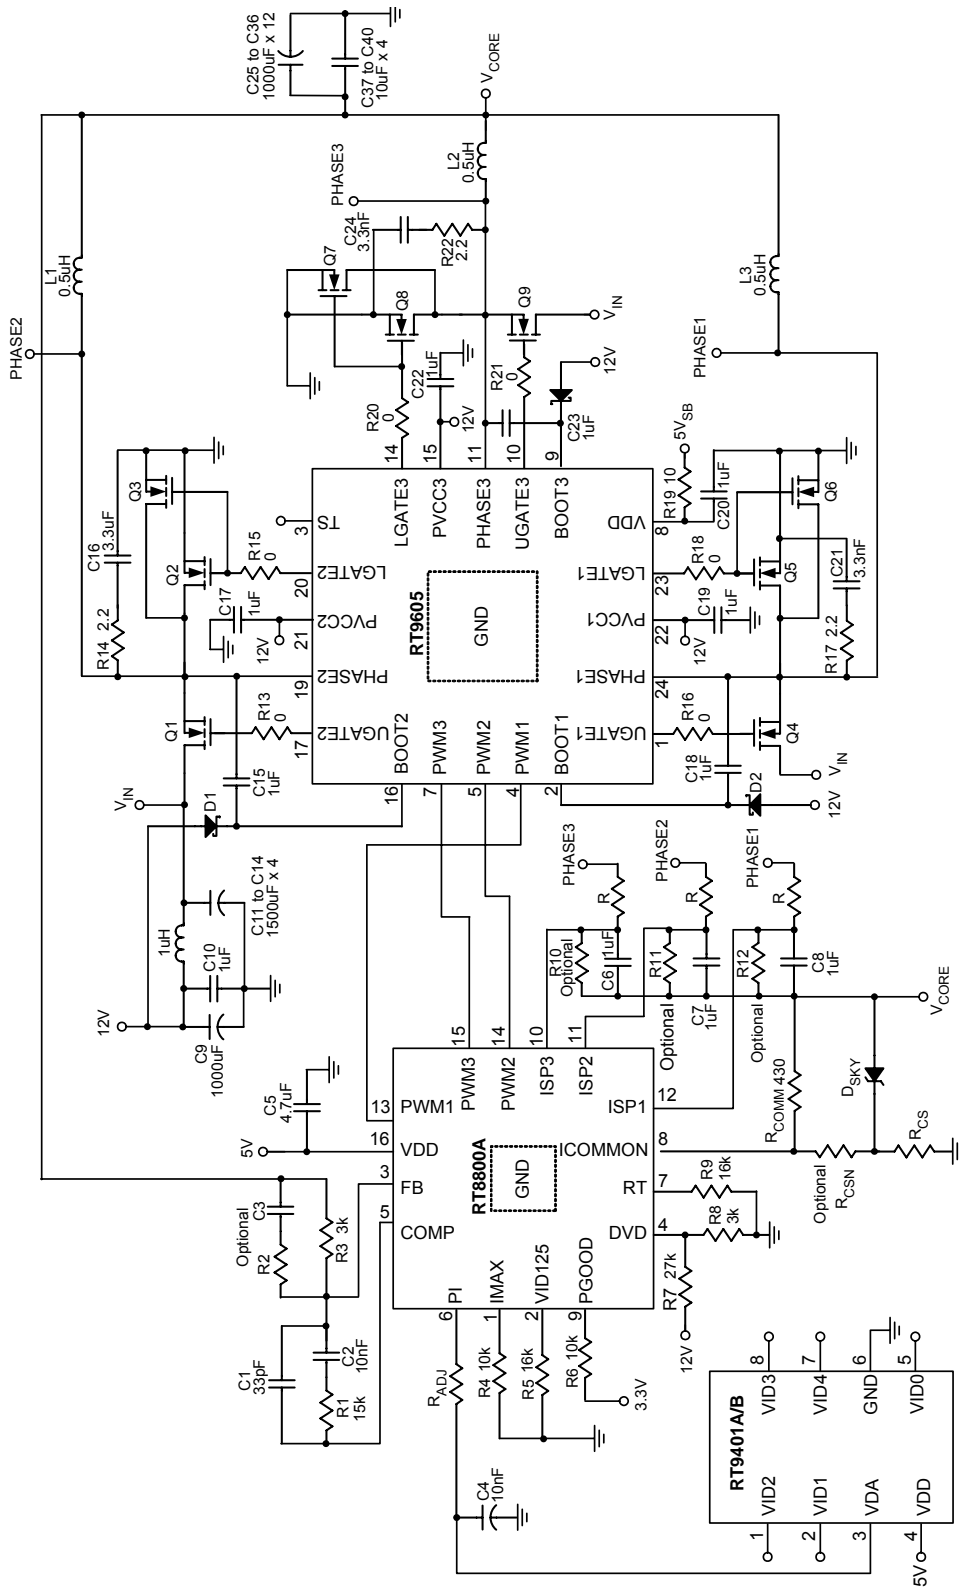 C25 to C36
1000uF x 12
C37 to C40
10uF x 4
V_CORE
L1
0.5uH
PHASE2
PHASE3
L2
0.5uH
L3
0.5uH
PHASE1
C24
3.3nF
R22
2.2
Q7
Q8
Q9
V_IN
R20
0
C22
1uF
12V
R21
0
C23
1uF
12V
C16
3.3uF
R14 2.2
Q3
Q2
Q1
R15
0
C17
1uF
12V
R13
0
C15
1uF
V_IN
D1
C11 to C14
1500uF x 4
1uH
C10
1uF
C9
1000uF
12V
RT9605
GND
3
TS
14
LGATE3
15
PVCC3
11
PHASE3
10
UGATE3
9
BOOT3
20
LGATE2
21
PVCC2
19
PHASE2
17
UGATE2
16
BOOT2
7
PWM3
5
PWM2
4
PWM1
2
BOOT1
1
UGATE1
24
PHASE1
22
PVCC1
23
LGATE1
8
VDD
5V_SB
R19 10
C20
1uF
R18
0
Q6
Q5
C21
3.3nF
R17 2.2
C19
1uF
12V
R16
0
Q4
C18
1uF
V_IN
D2
12V
PHASE3
R
R10
Optional
C6
1uF
PHASE2
R
R11
Optional
C7
1uF
PHASE1
R
R12
Optional
C8
1uF
V_CORE
R_COMM 430
D_SKY
Optional
R_CSN
R_CS
RT8800A
GND
13
PWM1
15
PWM3
14
PWM2
10
ISP3
11
ISP2
12
ISP1
8
ICOMMON
7
RT
4
DVD
16
VDD
3
FB
5
COMP
6
PI
1
IMAX
2
VID125
9
PGOOD
5V
C5
4.7uF
Optional
C3
R2
R3 3k
C1
33pF
C2
10nF
R1
15k
R_ADJ
R4 10k
R5 16k
R6 10k
3.3V
C4
10nF
R9
16k
R8
3k
R7 27k
12V
RT9401A/B
1
VID2
2
VID1
3
VDA
4
VDD
5V
8
VID3
7
VID4
6
GND
5
VID0